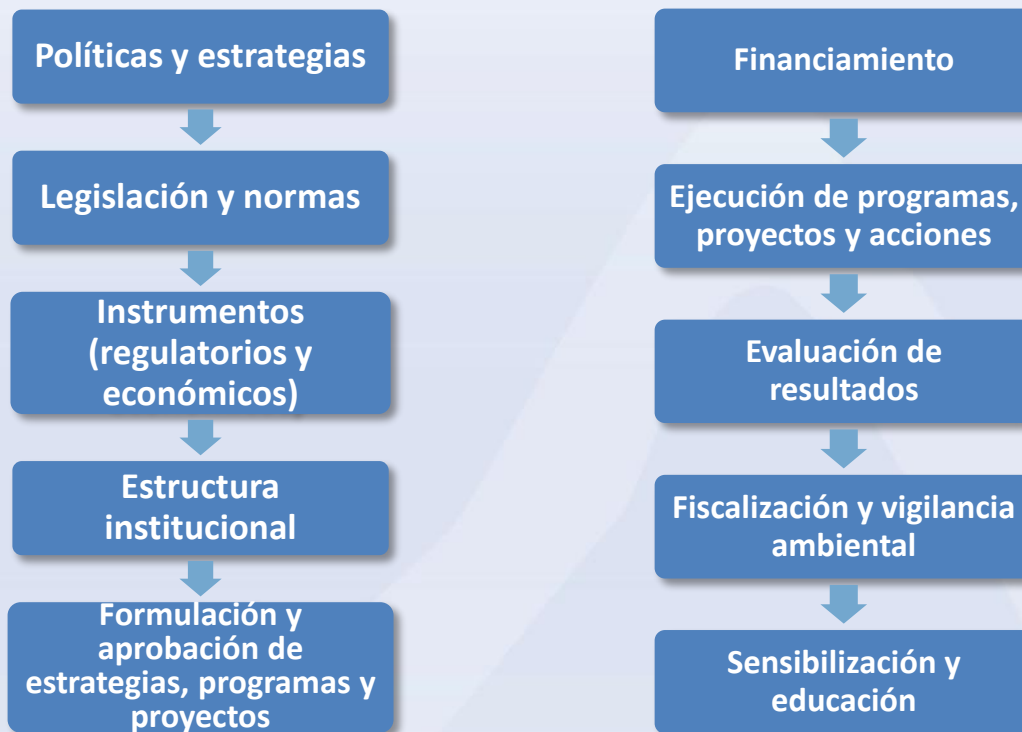 Políticas y estrategias
Legislación y normas
Instrumentos
(regulatorios y
económicos)
Estructura
institucional
Formulación y
aprobación de
estrategias, programas y
proyectos
Financiamiento
Ejecución de programas,
proyectos y acciones
Evaluación de
resultados
Fiscalización y vigilancia
ambiental
Sensibilización y
educación